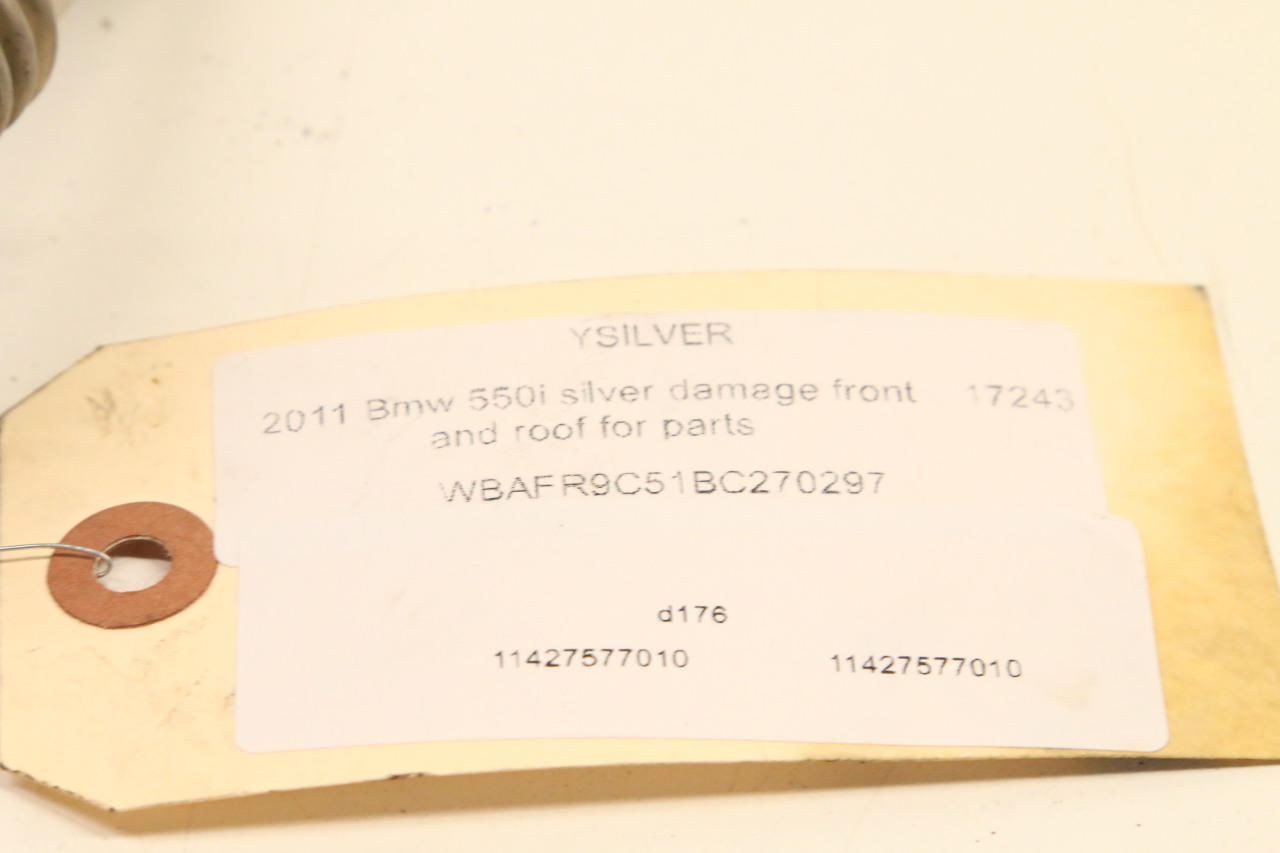 YSILVER
2011 Bmw 550i silver damage front 17243
and roof for parts
WBAFR9C51BC270297
d176
11427577010 11427577010